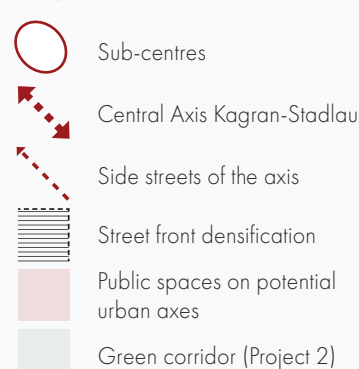 Sub-centres
Central Axis Kagran-Stadlau
Side streets of the axis
Street front densification
Public spaces on potential
urban axes
Green corridor (Project 2)